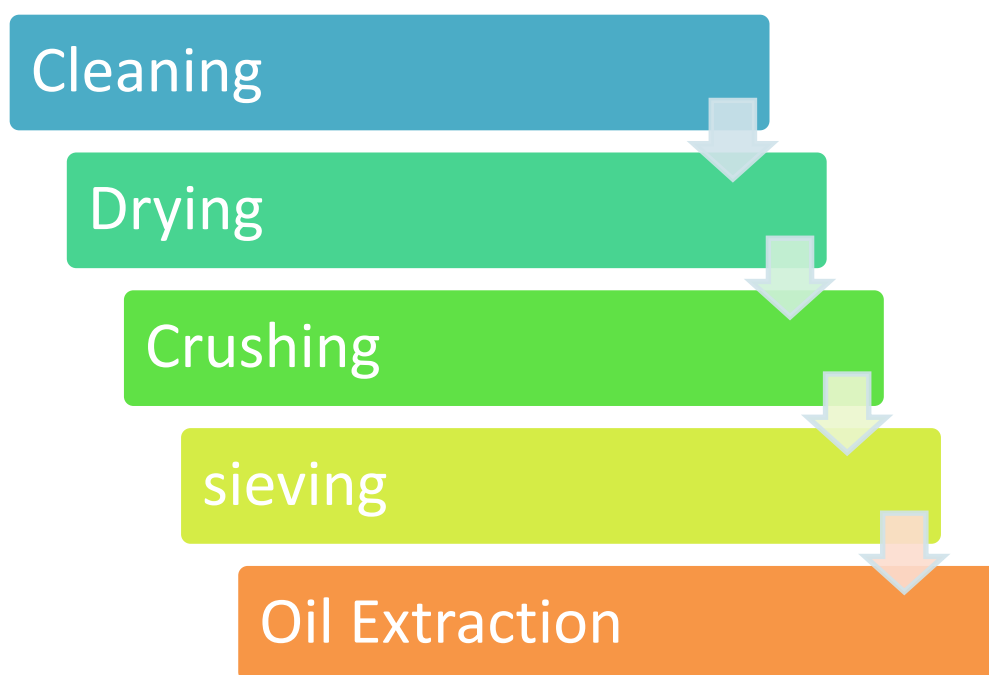 Cleaning
Drying
Crushing
sieving
Oil Extraction